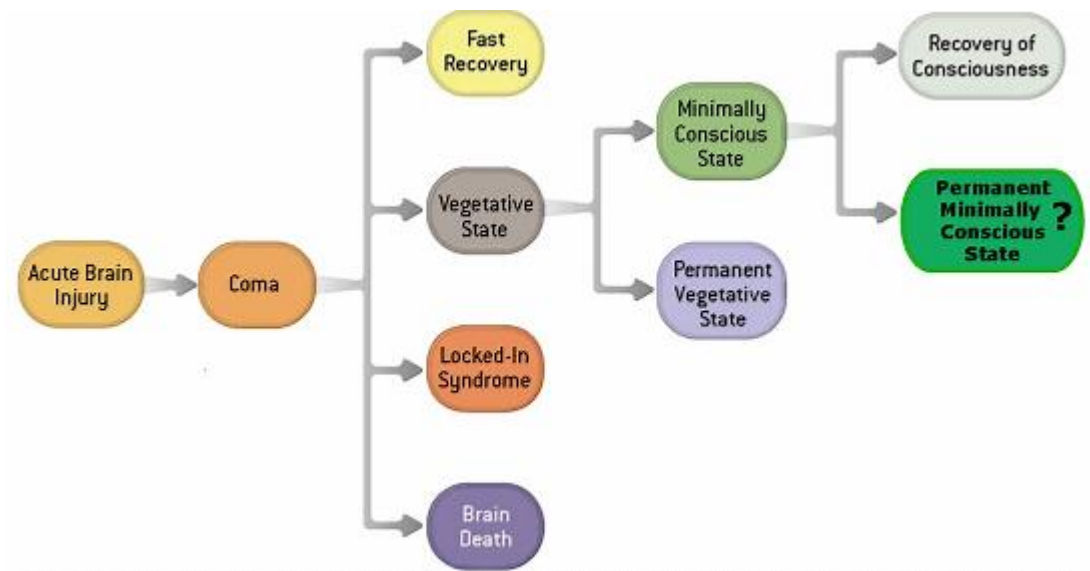 Fast
Recovery
Recovery of
Consciousness
Minimally
Conscious
State
Permanent
Minimally
Conscious
State
?
Vegetative
State
Acute Brain
Injury
Coma
Permanent
Vegetative
State
Locked-In
Syndrome
Brain
Death